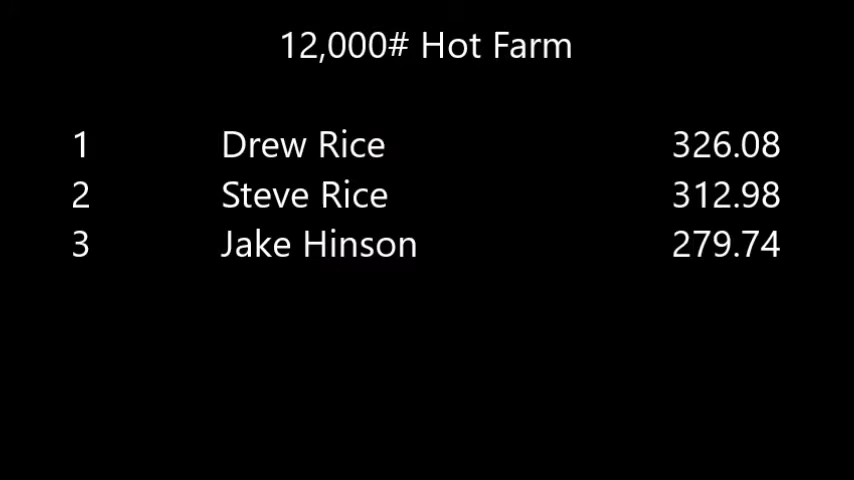 12,000# Hot Farm
1 Drew Rice 326.08
2 Steve Rice 312.98
3 Jake Hinson 279.74